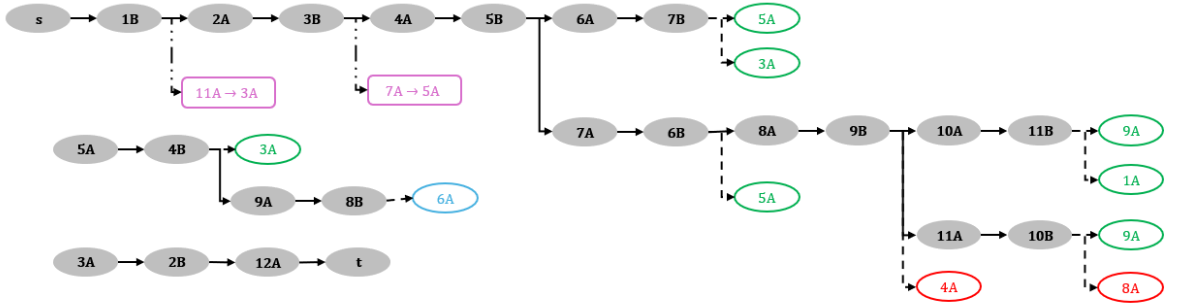 s 1B 2A 3B 4A 5B 6A 7B 5A
3A
11A → 3A 7A → 5A
7A 6B 8A 9B 10A 11B 9A
5A 4B 3A
1A
9A 8B 6A 5A
11A 10B 9A
3A 2B 12A t
4A 8A